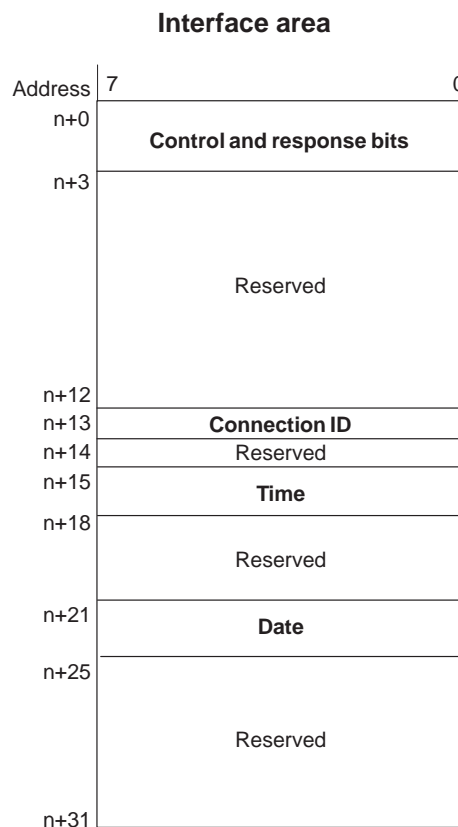 Interface area
Address 7 0
n+0
Control and response bits
n+3
Reserved
n+12
n+13 Connection ID
n+14 Reserved
n+15
Time
n+18
Reserved
n+21
Date
n+25
Reserved
n+31